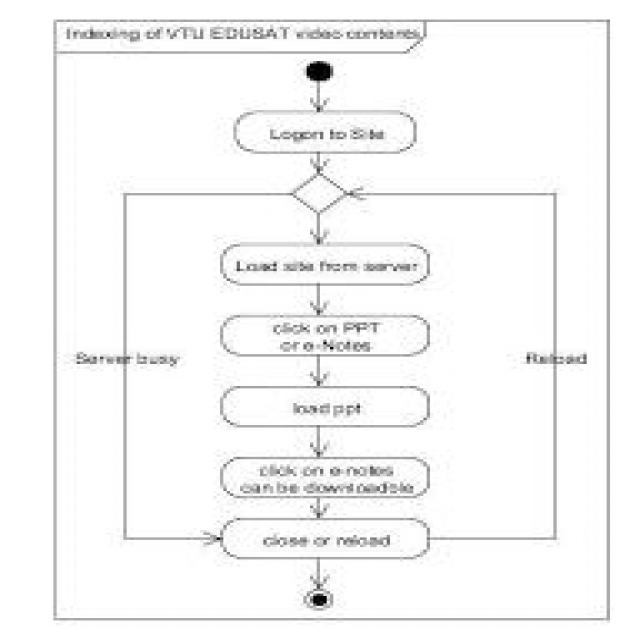 Indexing of VTU EDUSAT video contents
Logon to Site
Load site from server
click on PPT
or e-Notes
Server busy
Reload
load ppt
click on e-notes
can be downloadble
close or reload